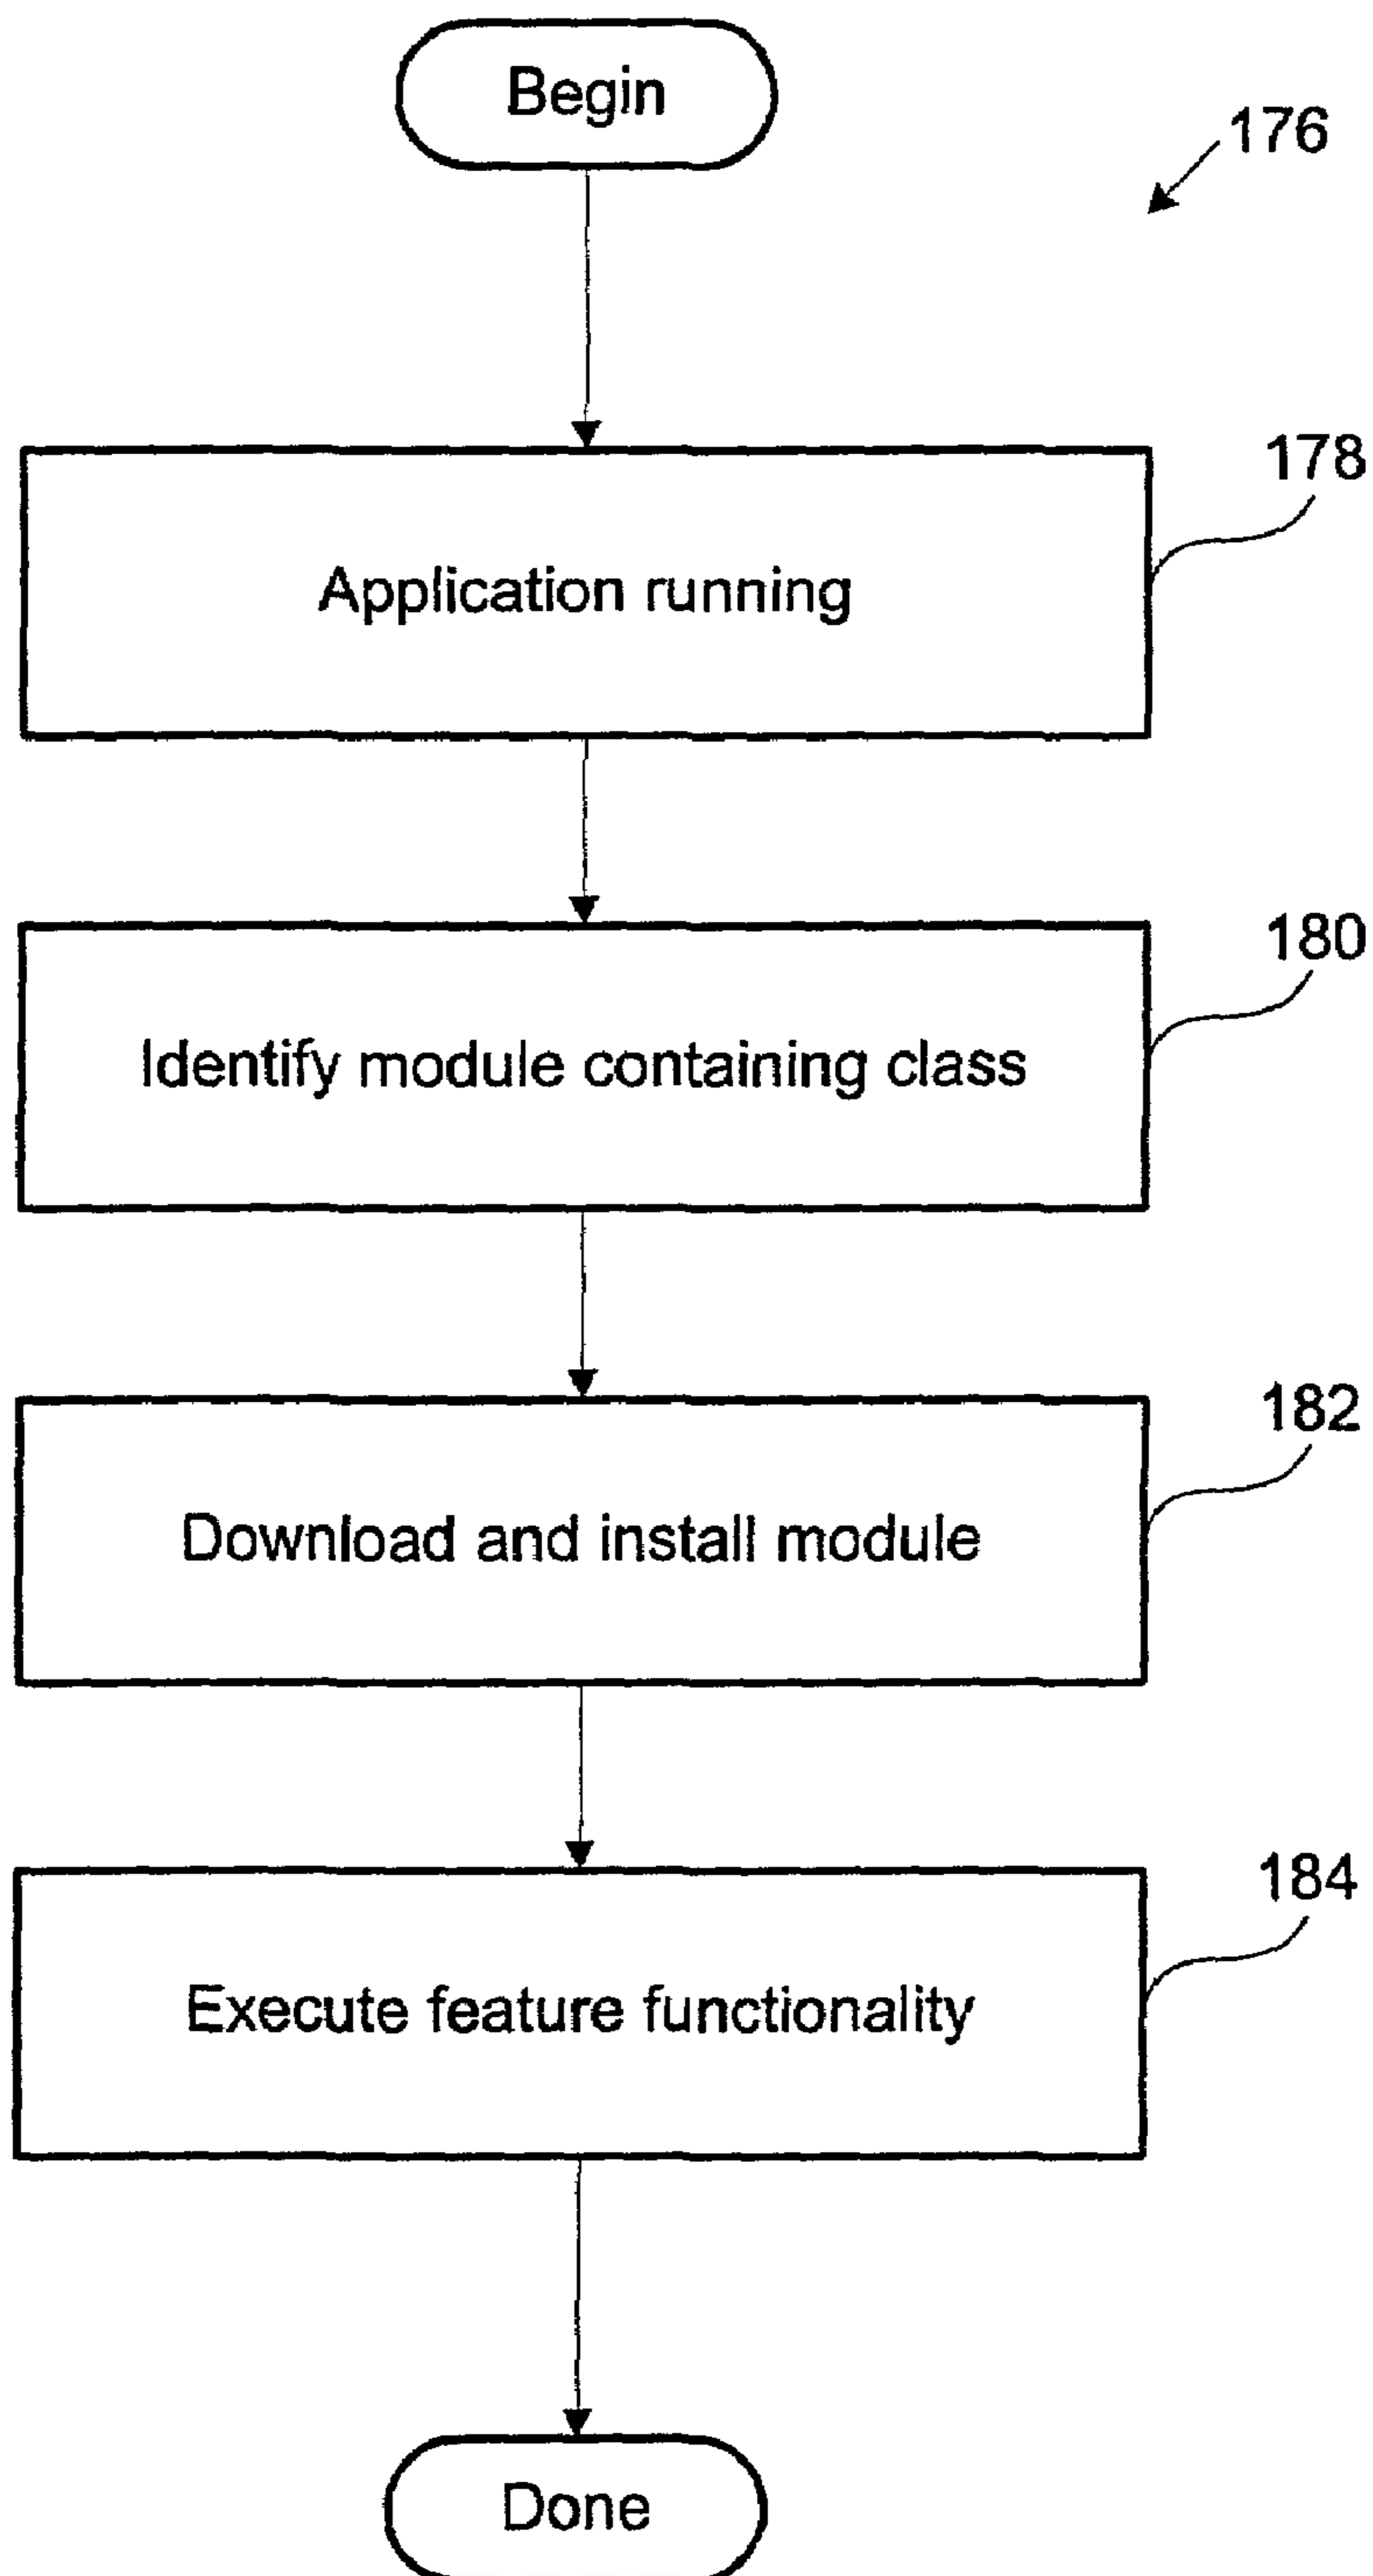 Begin
176
178
Application running
180
Identify module containing class
182
Download and install module
184
Execute feature functionality
Done